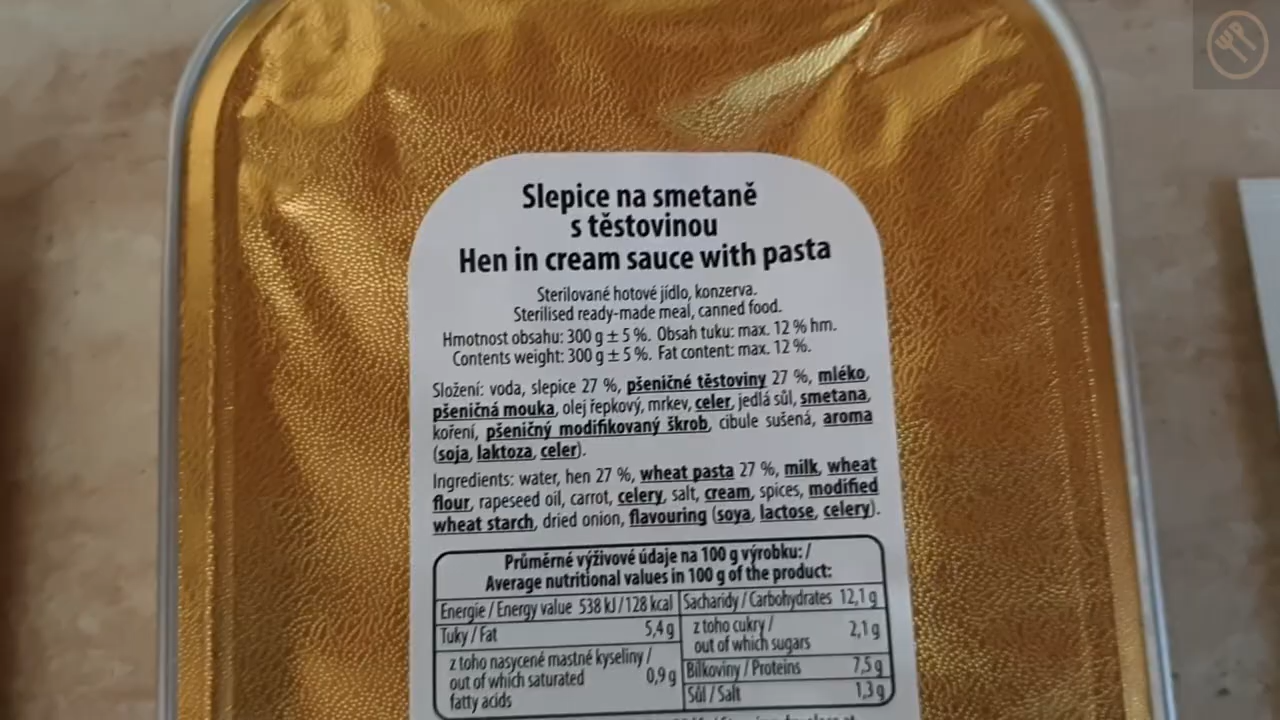 Slepice na smetaně
s těstovinou
Hen in cream sauce with pasta
Sterilované hotové jídlo, konzerva.
Sterilised ready-made meal, canned food.
Hmotnost obsahu: 300 g ± 5 %. Obsah tuku: max. 12 % hm.
Contents weight: 300 g ± 5 %. Fat content: max. 12 %.
Složení: voda, slepice 27 %, pšeničné těstoviny 27 %, mléko,
pšeničná mouka, olej řepkový, mrkev, celer, jedlá sůl, smetana,
koření, pšeničný modifikovaný škrob, cibule sušená, aroma
(soja, laktoza, celer).
Ingredients: water, hen 27 %, wheat pasta 27 %, milk, wheat
flour, rapeseed oil, carrot, celery, salt, cream, spices, modified
wheat starch, dried onion, flavouring (soya, lactose, celery).
Průměrné výživové údaje na 100 g výrobku: /
Average nutritional values in 100 g of the product:
Energie / Energy value 538 kJ / 128 kcal
Tuky / Fat 5,4 g
z toho nasycené mastné kyseliny /
out of which saturated 0,9 g
fatty acids
Sacharidy / Carbohydrates 12,1 g
z toho cukry / 2,1 g
out of which sugars
Bílkoviny / Proteins 7,5 g
Sůl / Salt 1,3 g